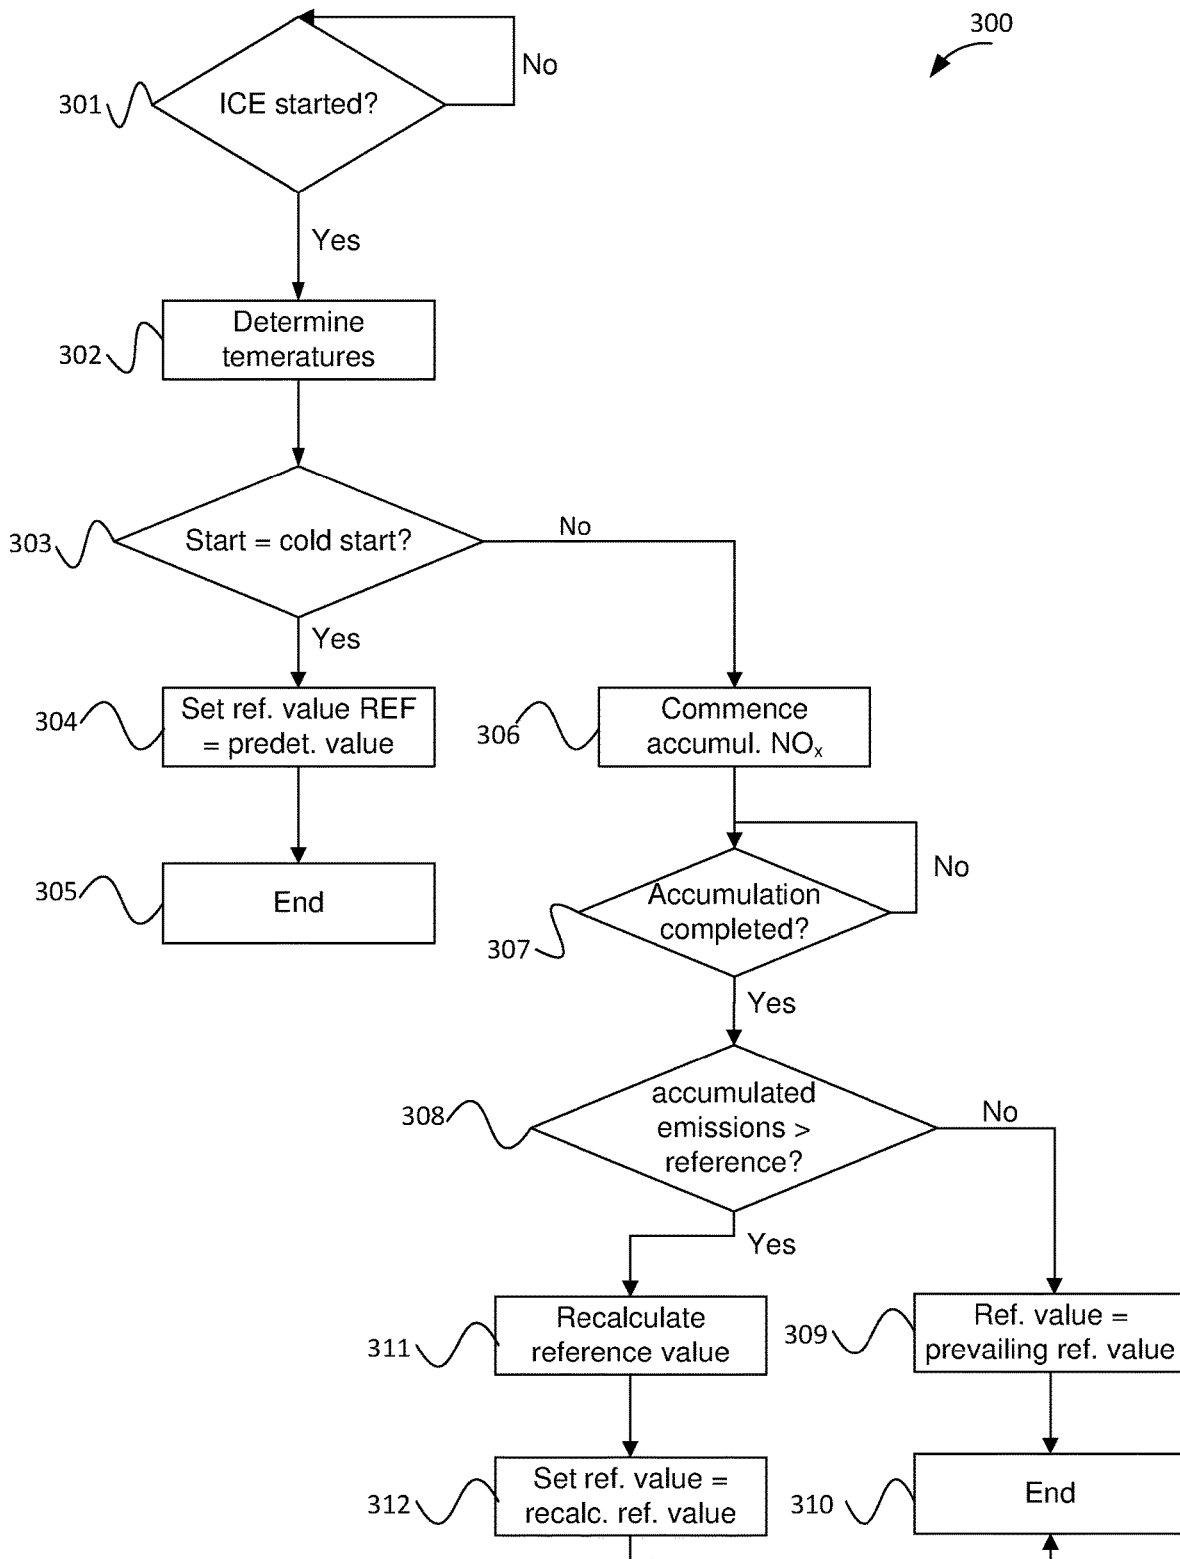 300
No
ICE started?
301
Yes
Determine
temeratures
302
Start = cold start?
No
303
Yes
Set ref. value REF
= predet. value
304
Commence
accumul. NOₓ
306
End
305
No
Accumulation
completed?
307
Yes
accumulated
emissions >
reference?
308
No
Yes
Recalculate
reference value
311
Ref. value =
prevailing ref. value
309
Set ref. value =
recalc. ref. value
312
End
310